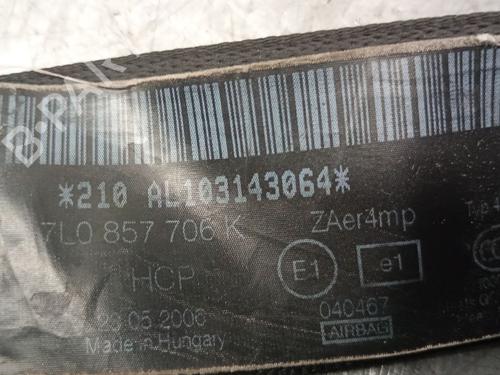 *210 AL103143064*
7L0 857 706 K
ZAer4mp
HCP
E1
e1
040467
AIRBAG
23.05.2006
Made in Hungary
B-PARTS